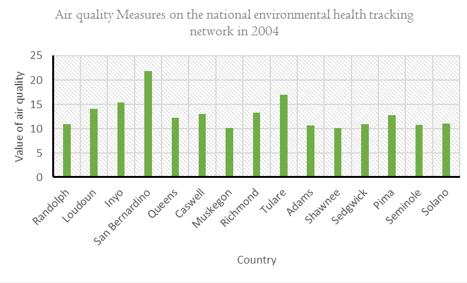 Air quality Measures on the national environmental health tracking
network in 2004
Value of air quality
25
20
15
10
5
0
Randolph
Loudoun
Inyo
San Bernardino
Queens
Caswell
Muskegon
Richmond
Tulare
Adams
Shawnee
Sedgwick
Pima
Seminole
Solano
Country